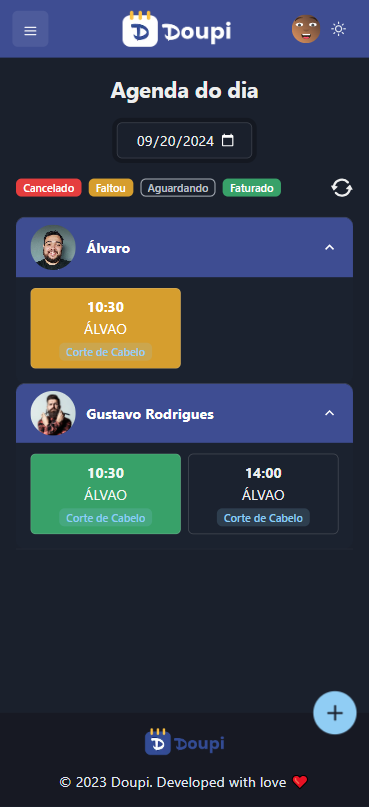 Doupi
Agenda do dia
09/20/2024
Cancelado Faltou Aguardando Faturado
Álvaro
10:30
ÁLVAO
Corte de Cabelo
Gustavo Rodrigues
10:30 14:00
ÁLVAO ÁLVAO
Corte de Cabelo Corte de Cabelo
Doupi
© 2023 Doupi. Developed with love ❤️